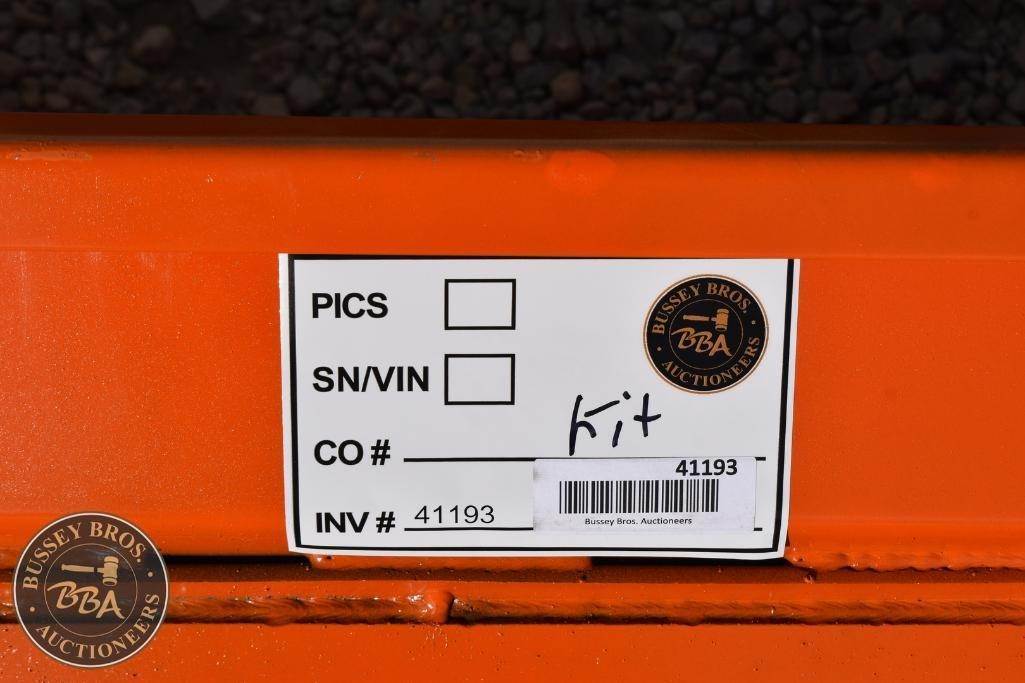 PICS
BUSSEY BROS.
BBA
AUCTIONEERS
SN/VIN
Kit
CO #
41193
INV # 41193
Bussey Bros. Auctioneers
BUSSEY BROS.
BBA
AUCTIONEERS